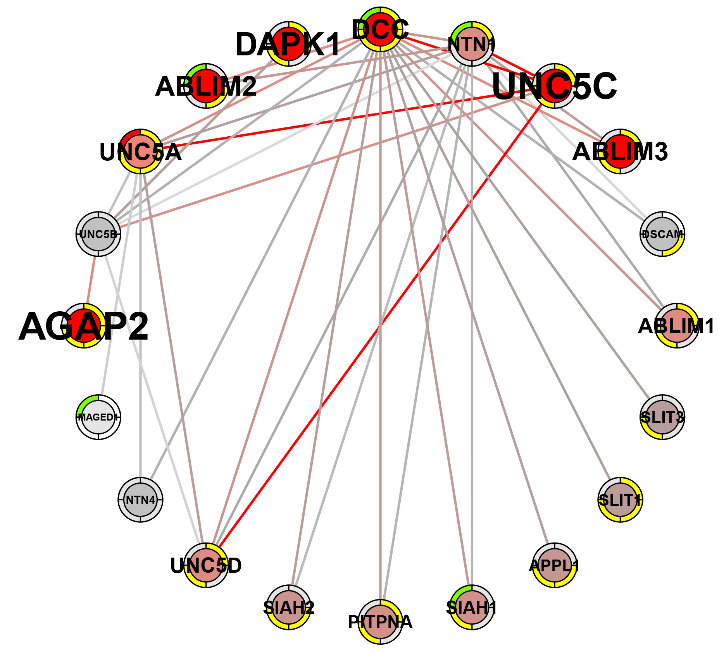 DCC
DAPK1
NTN1
ABLIM2
UNC5C
UNC5A
ABLIM3
UNC5B
DSCAM
AGAP2
ABLIM1
MAGED1
SLIT3
NTN4
SLIT1
UNC5D
APPL1
SIAH2
PITPNA
SIAH1